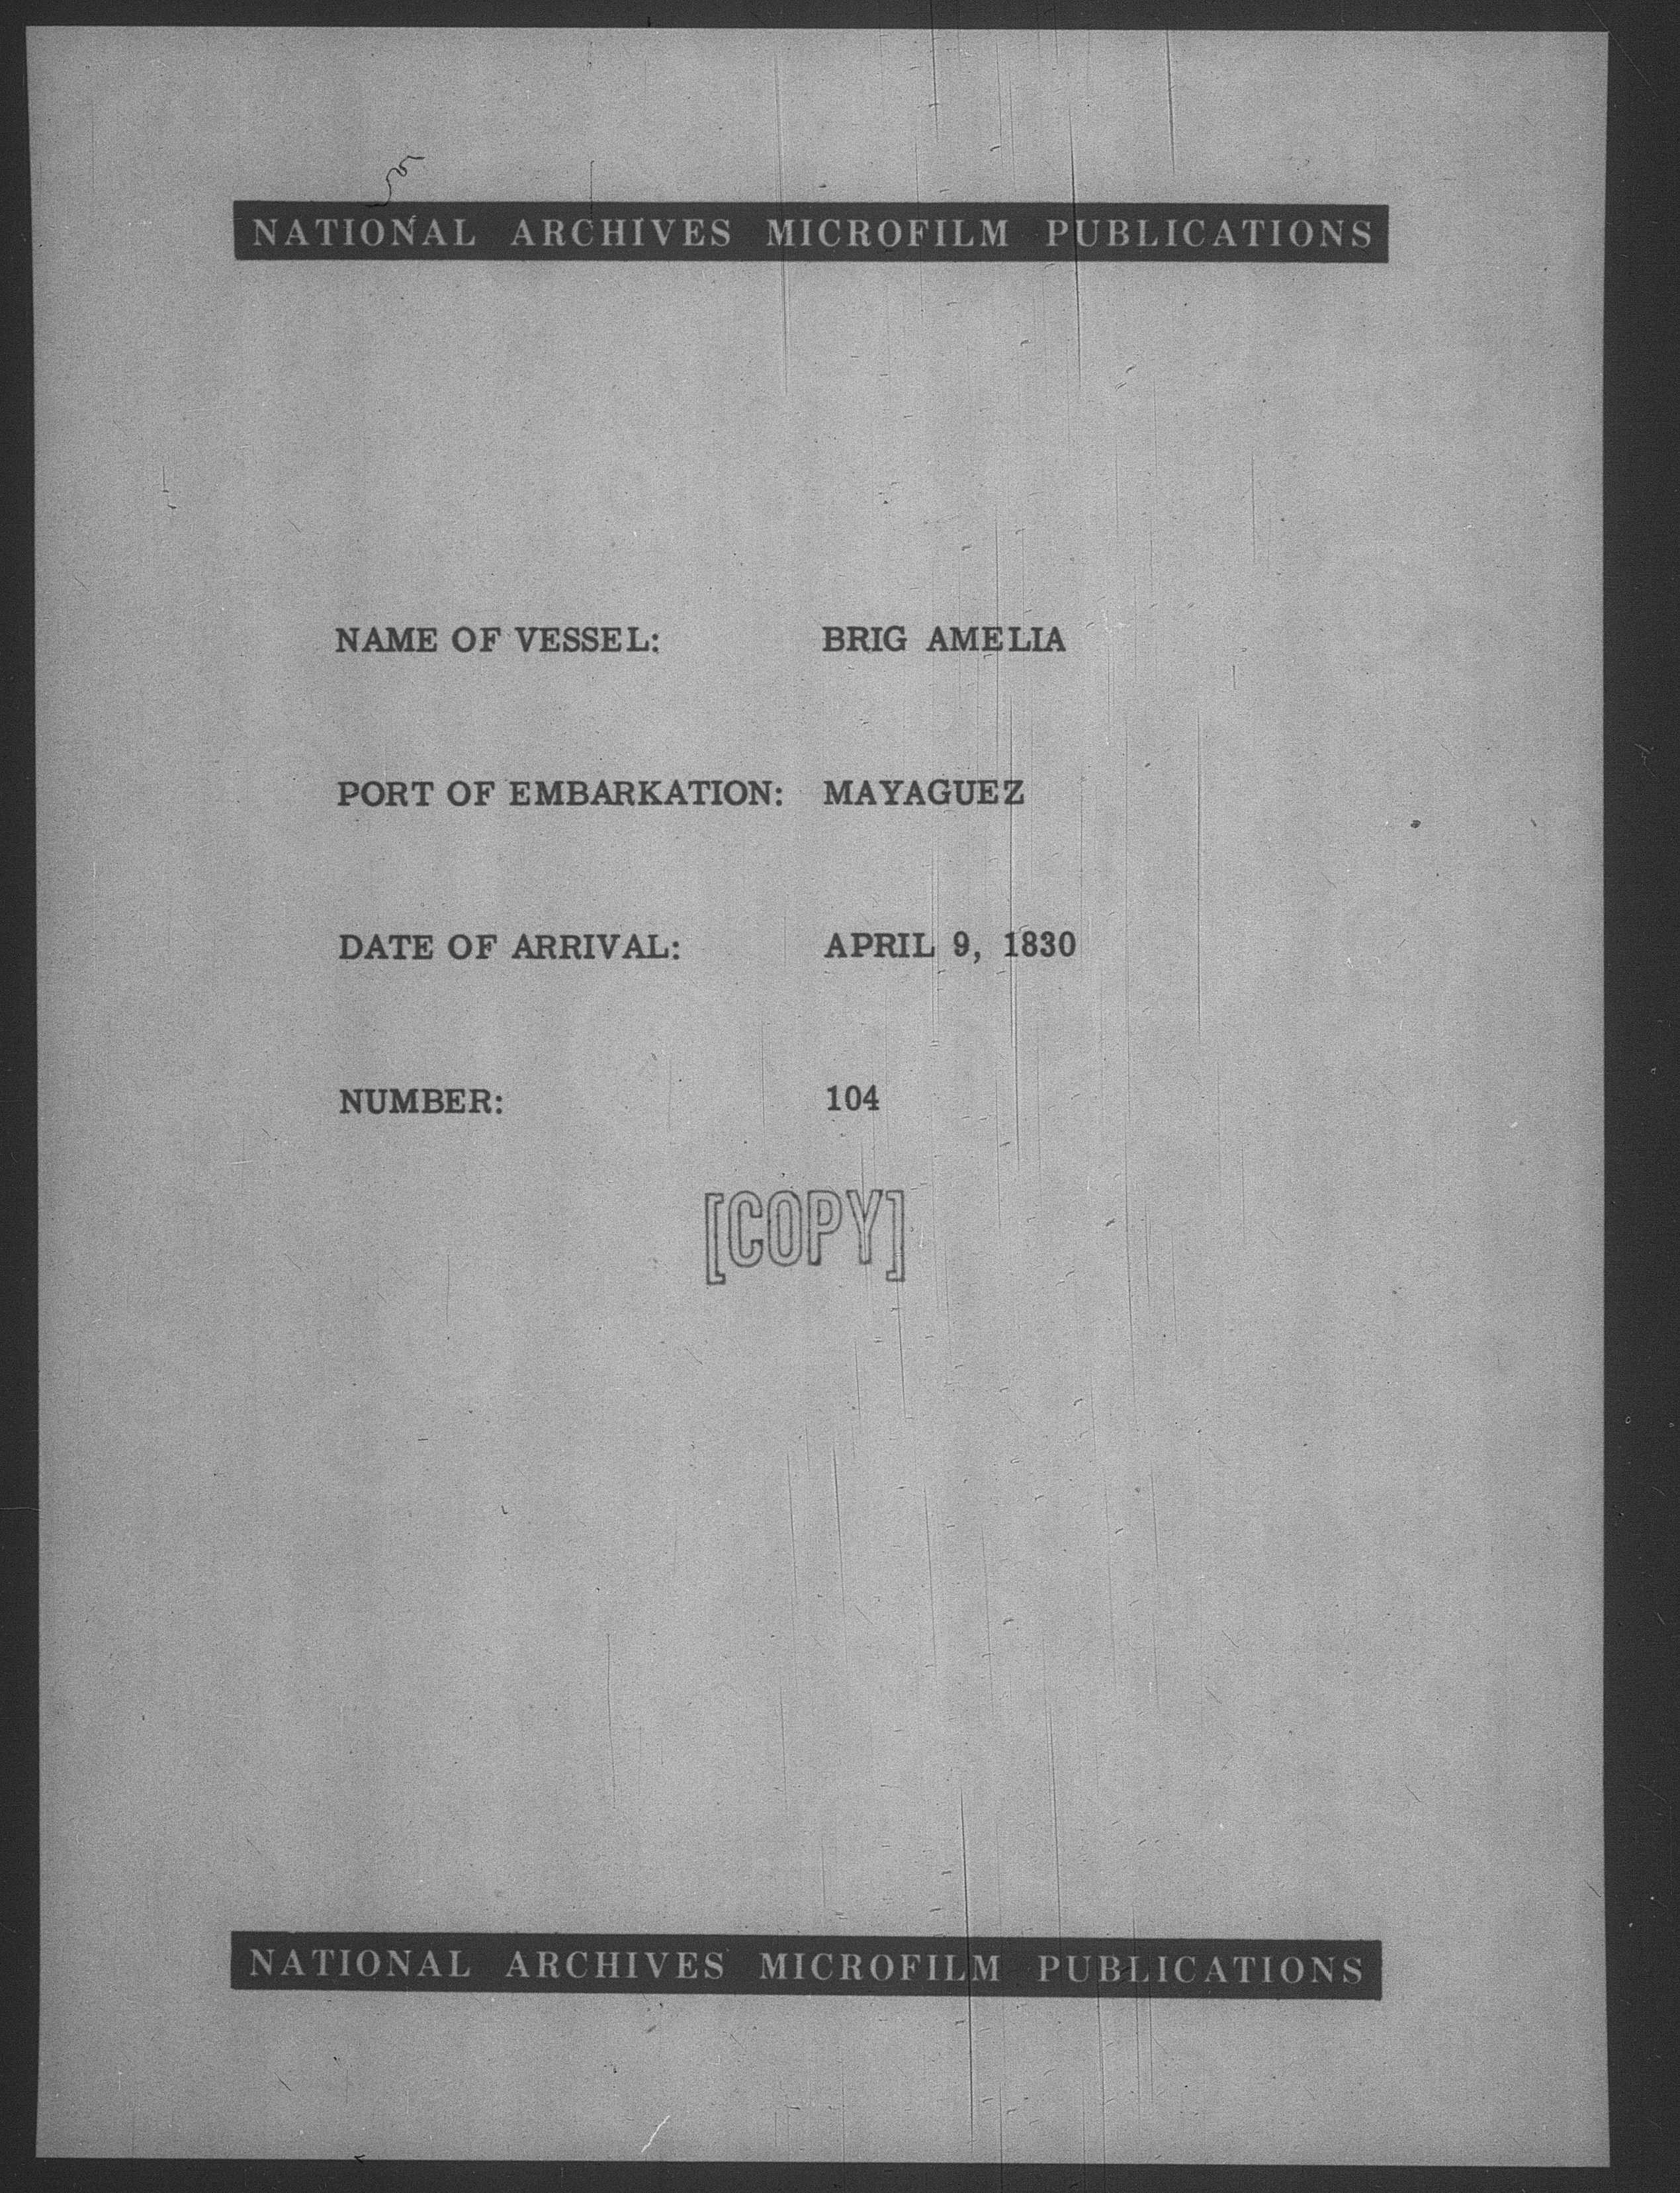 NATIONAL ARCHIVES MICROFILM PUBLICATIONS
NAME OF VESSEL: BRIG AMELIA
PORT OF EMBARKATION: MAYAGUEZ
DATE OF ARRIVAL: APRIL 9, 1830
NUMBER: 104
[COPY]
NATIONAL ARCHIVES MICROFILM PUBLICATIONS